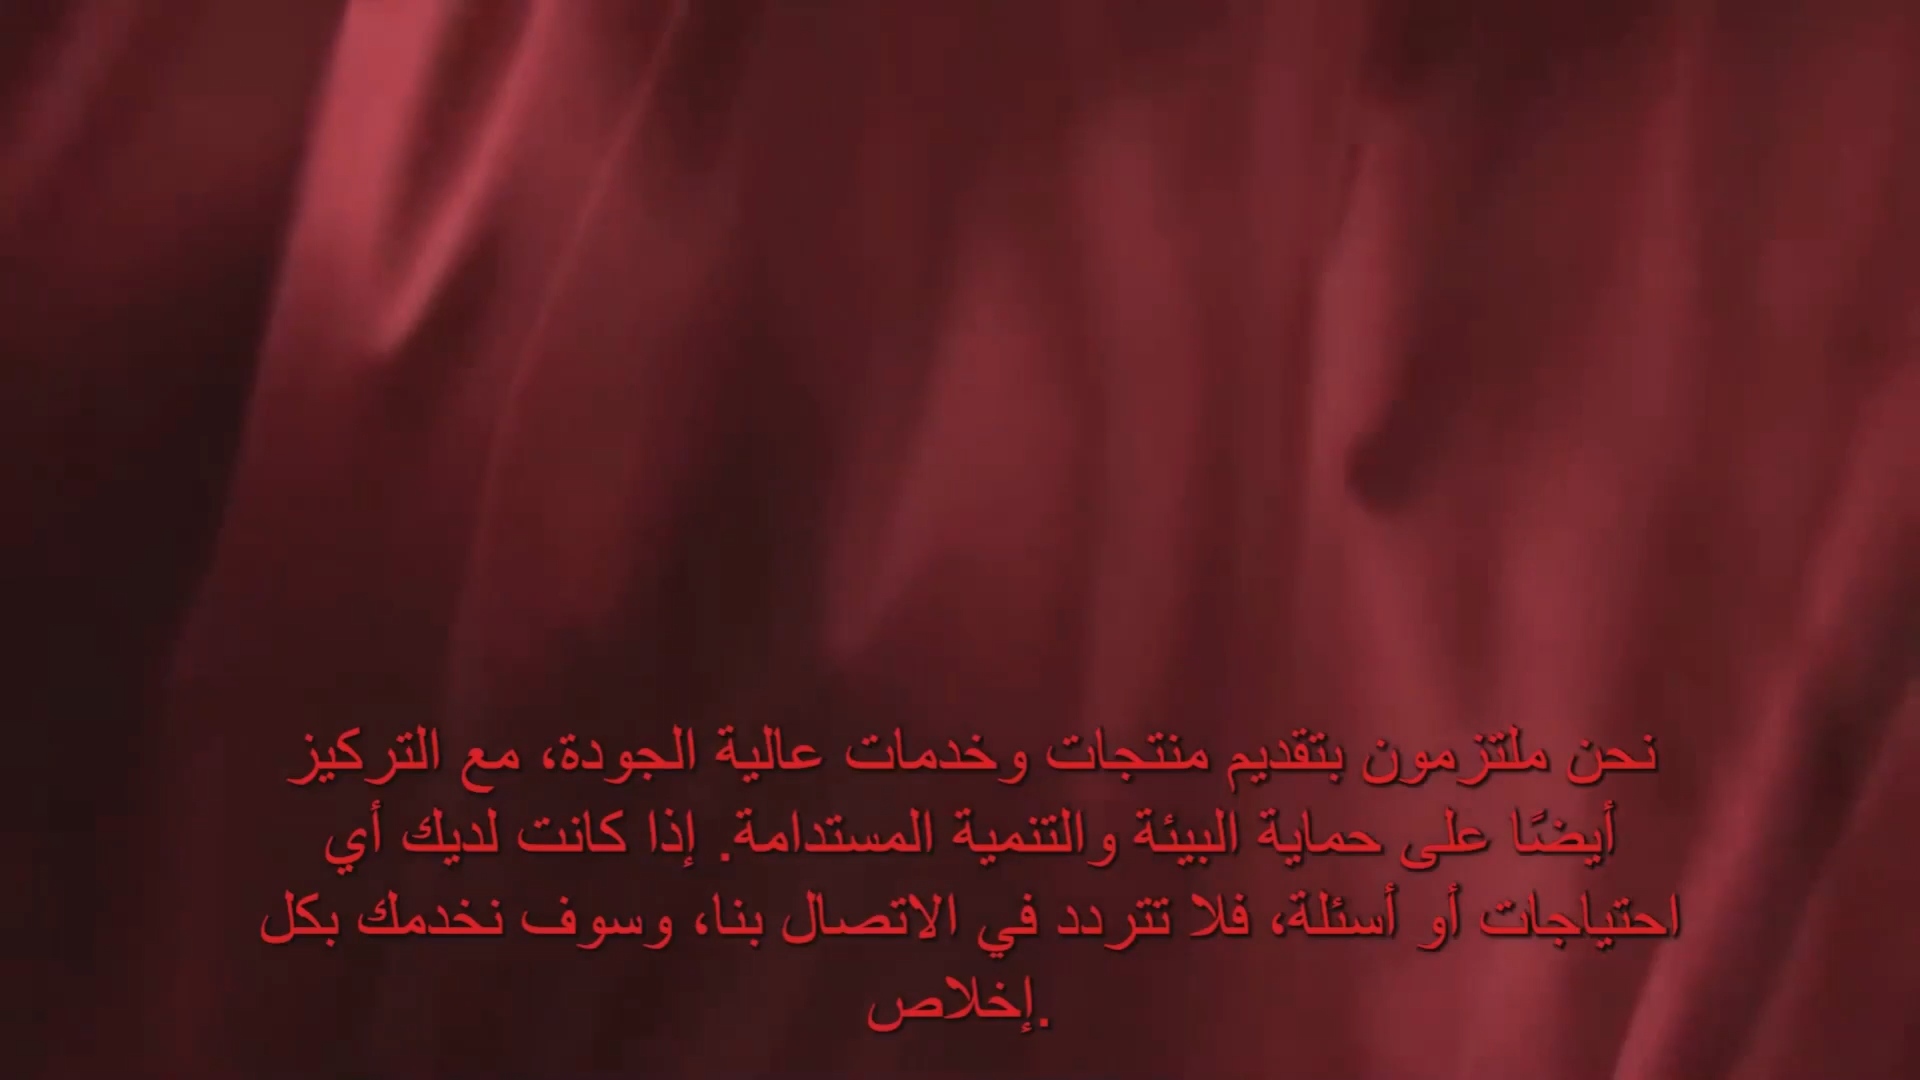 نحن ملتزمون بتقديم منتجات وخدمات عالية الجودة، مع التركيز
أيضًا على حماية البيئة والتنمية المستدامة. إذا كانت لديك أي
احتياجات أو أسئلة، فلا تتردد في الاتصال بنا، وسوف نخدمك بكل
إخلاص.